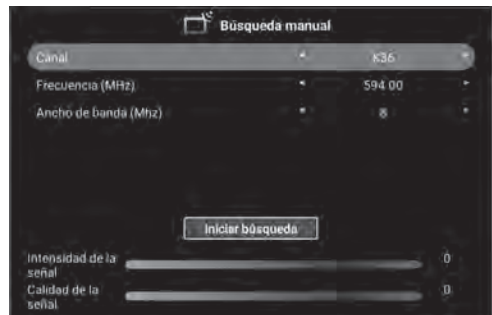 Búsqueda manual
Canal K36
Frecuencia (MHz) 594.00
Ancho de banda (Mhz) 8
Iniciar búsqueda
Intensidad de la señal 0
Calidad de la señal 0